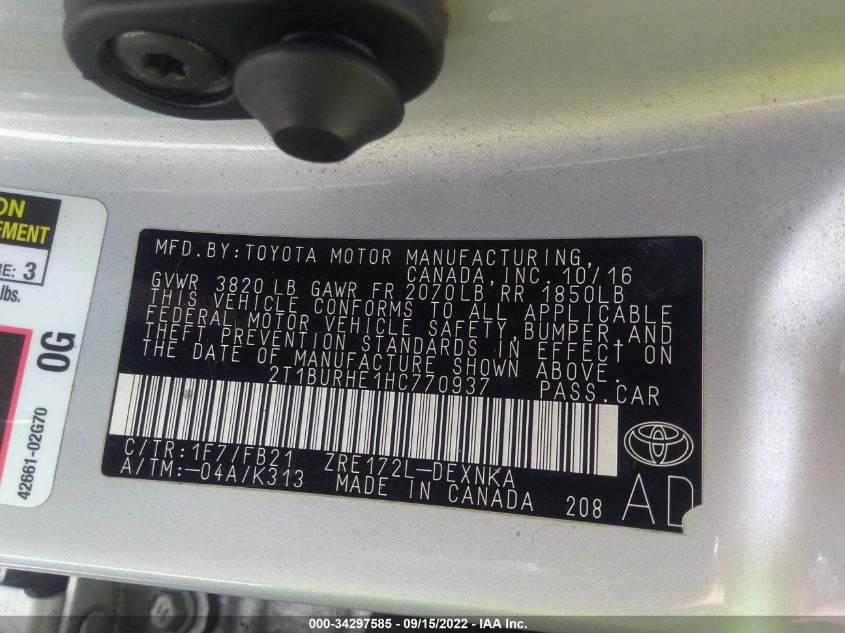 ON
EMENT
RE: 3
lbs.
0G
42661-02G70
MFD.BY:TOYOTA MOTOR MANUFACTURING,
CANADA,INC. 10/16
GVWR 3820 LB GAWR FR 2070LB RR 1850LB
THIS VEHICLE CONFORMS TO ALL APPLICABLE
FEDERAL MOTOR VEHICLE SAFETY,BUMPER,AND
THEFT PREVENTION STANDARDS IN EFFECT ON
THE DATE OF MANUFACTURE SHOWN ABOVE.
2T1BURHE1HC770937 PASS.CAR
C/TR:1F7/FB21 ZRE172L-DEXNKA
A/TM:-04A/K313 MADE IN CANADA 208
AD
000-34297585 - 09/15/2022 - IAA Inc.